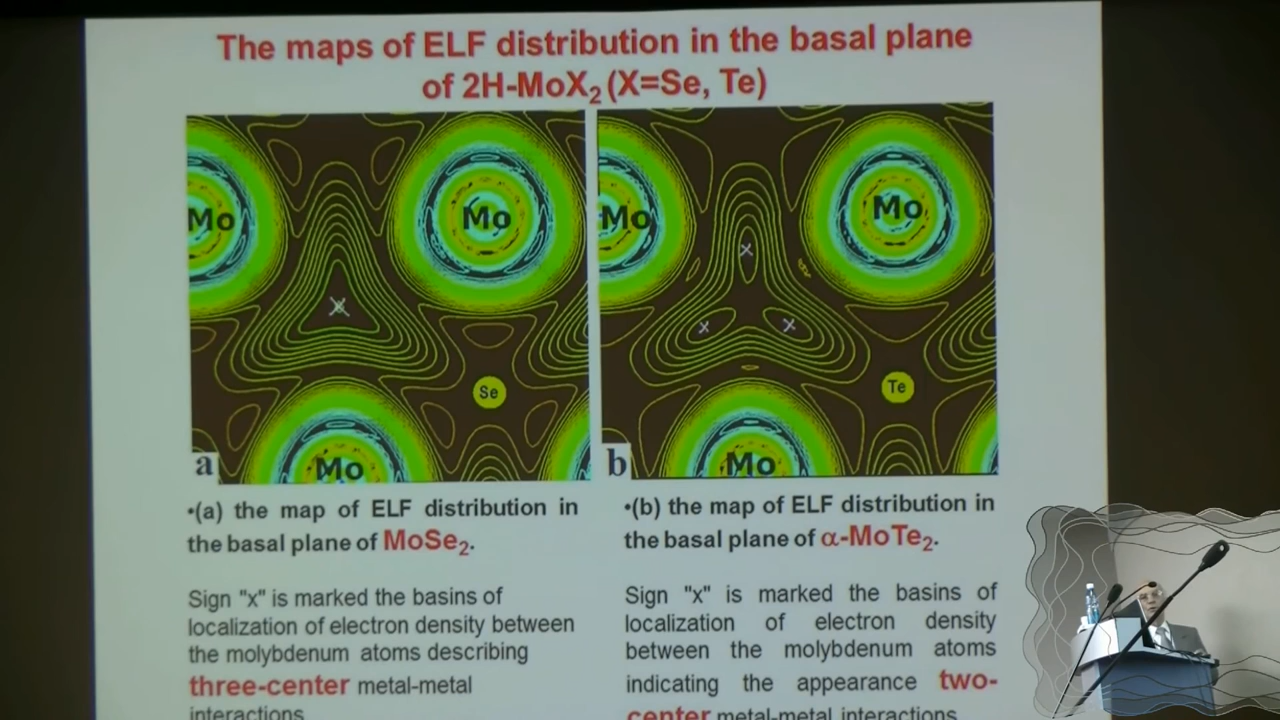 The maps of ELF distribution in the basal plane
of 2H-MoX₂ (X=Se, Te)
Mo
Mo
Se
Mo
a
Mo
Mo
Te
Mo
b
•(a) the map of ELF distribution in
the basal plane of MoSe₂.
Sign "x" is marked the basins of
localization of electron density between
the molybdenum atoms describing
three-center metal-metal
interactions
•(b) the map of ELF distribution in
the basal plane of α-MoTe₂.
Sign "x" is marked the basins of
localization of electron density
between the molybdenum atoms
indicating the appearance two-
center metal-metal interactions